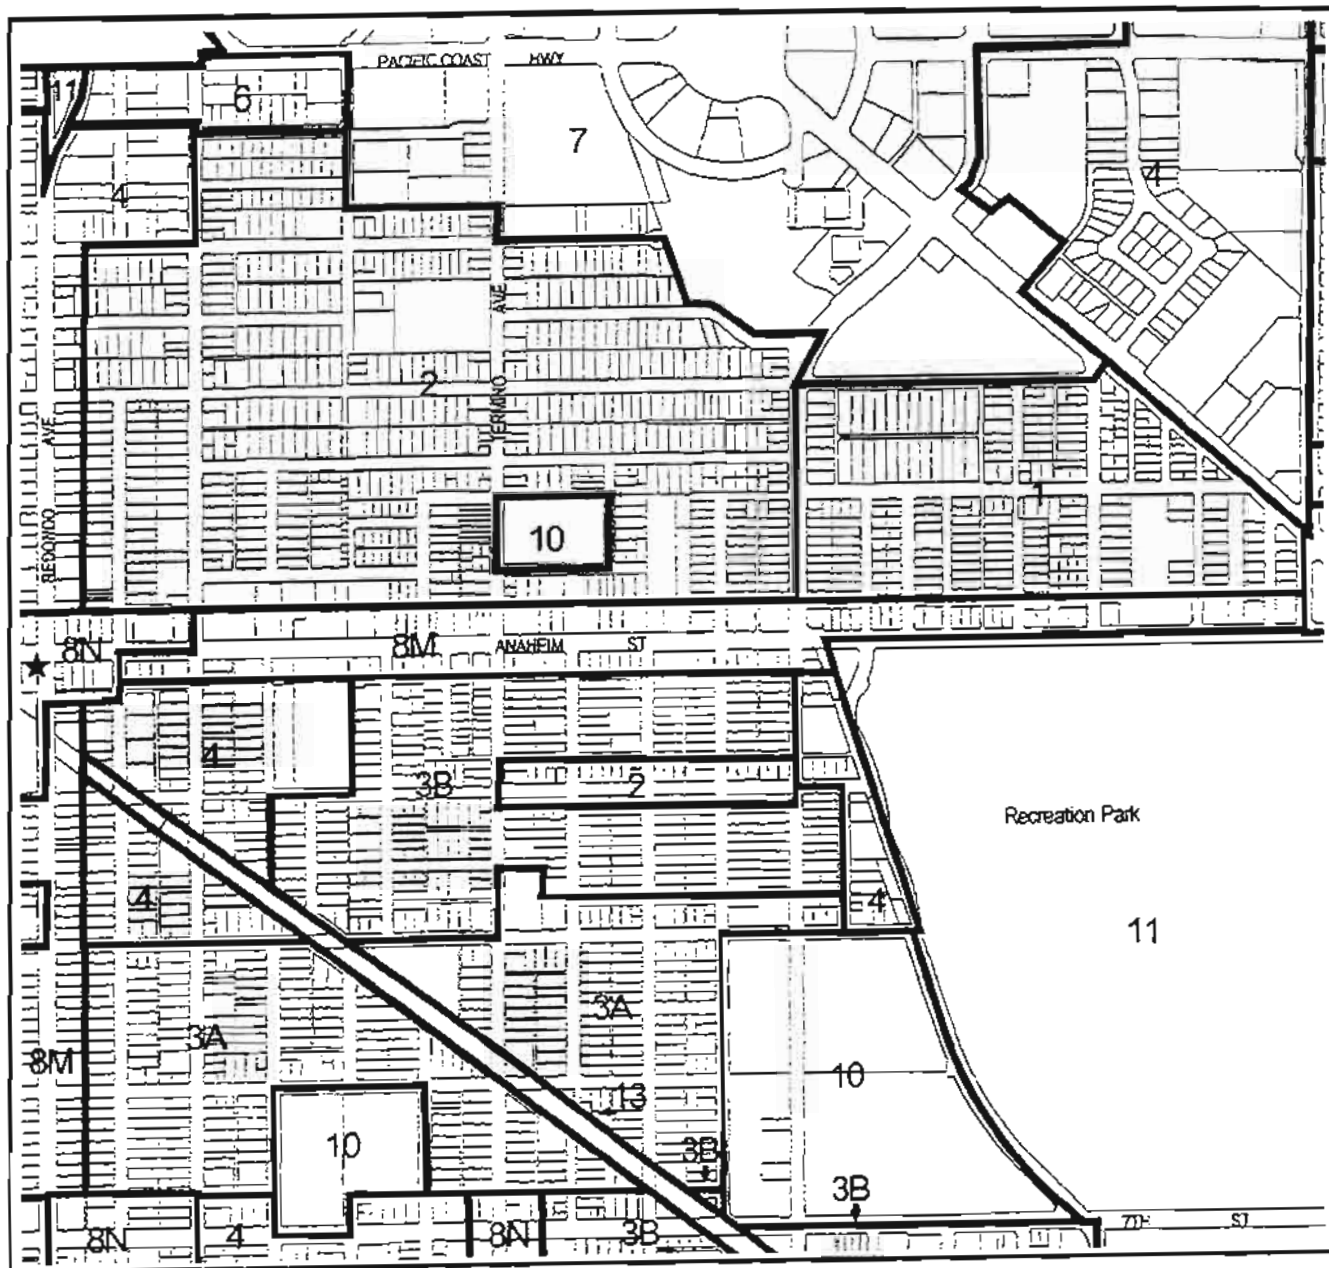 PACIFIC COAST HWY
11
6
7
4
4
AVE
2
TERMINO
AVE
1
10
REDONDO
8N
8M
ANAHEIM ST
4
3B
2
Recreation Park
4
4
11
3A
3A
8M
10
13
10
3B
3B
7TH ST
8N
4
8N
3B